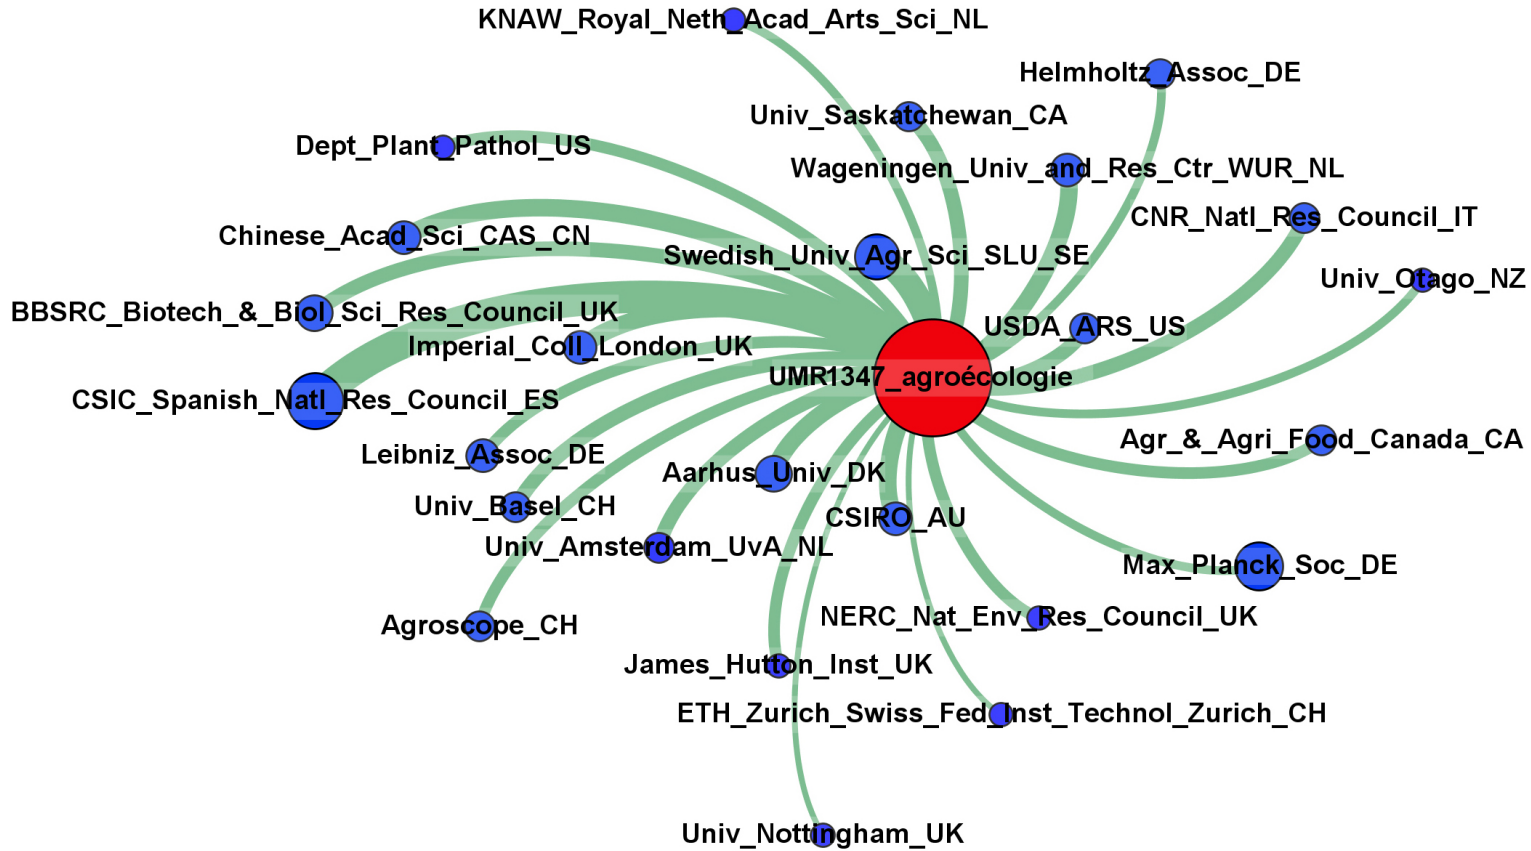 KNAW_Royal_Neth_Acad_Arts_Sci_NL
Helmholtz_Assoc_DE
Univ_Saskatchewan_CA
Dept_Plant_Pathol_US
Wageningen_Univ_and_Res_Ctr_WUR_NL
CNR_Natl_Res_Council_IT
Chinese_Acad_Sci_CAS_CN
Swedish_Univ_Agr_Sci_SLU_SE
Univ_Otago_NZ
BBSRC_Biotech_&_Biol_Sci_Res_Council_UK
USDA_ARS_US
Imperial_Coll_London_UK
UMR1347_agroécologie
CSIC_Spanish_Natl_Res_Council_ES
Agr_&_Agri_Food_Canada_CA
Leibniz_Assoc_DE
Aarhus_Univ_DK
Univ_Basel_CH
CSIRO_AU
Univ_Amsterdam_UvA_NL
Max_Planck_Soc_DE
NERC_Nat_Env_Res_Council_UK
Agroscope_CH
James_Hutton_Inst_UK
ETH_Zurich_Swiss_Fed_Inst_Technol_Zurich_CH
Univ_Nottingham_UK